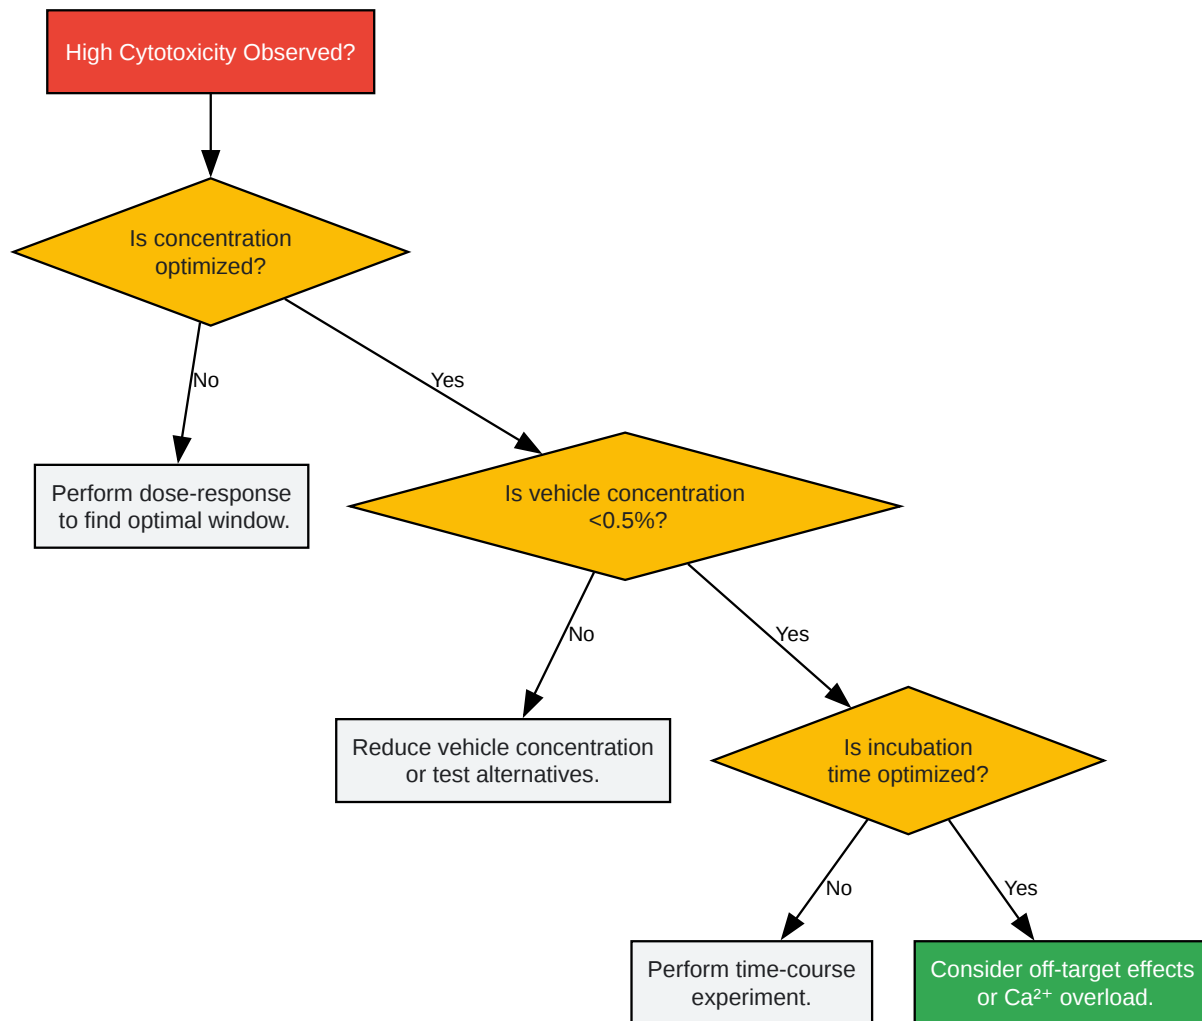 High Cytotoxicity Observed?
Is concentration
optimized?
No
Yes
Perform dose-response
to find optimal window.
Is vehicle concentration
<0.5%?
No
Yes
Reduce vehicle concentration
or test alternatives.
Is incubation
time optimized?
No
Yes
Perform time-course
experiment.
Consider off-target effects
or Ca²⁺ overload.